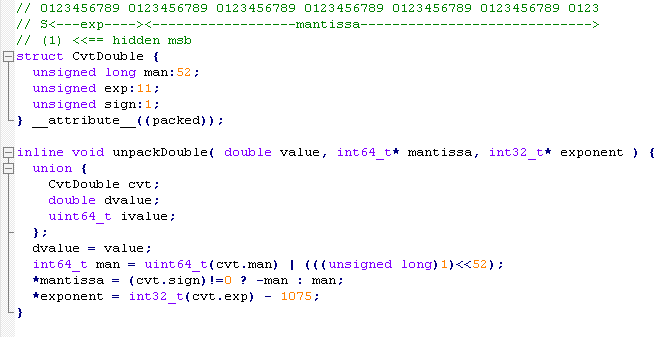 // 0123456789 0123456789 0123456789 0123456789 0123456789 0123456789 0123
// S<---exp----><------------------mantissa----------------------------->
// (1) <<== hidden msb
struct CvtDouble {
unsigned long man:52;
unsigned exp:11;
unsigned sign:1;
} __attribute__((packed));
inline void unpackDouble( double value, int64_t* mantissa, int32_t* exponent ) {
union {
CvtDouble cvt;
double dvalue;
uint64_t ivalue;
};
dvalue = value;
int64_t man = uint64_t(cvt.man) | (((unsigned long)1)<<52);
*mantissa = (cvt.sign)!=0 ? -man : man;
*exponent = int32_t(cvt.exp) - 1075;
}